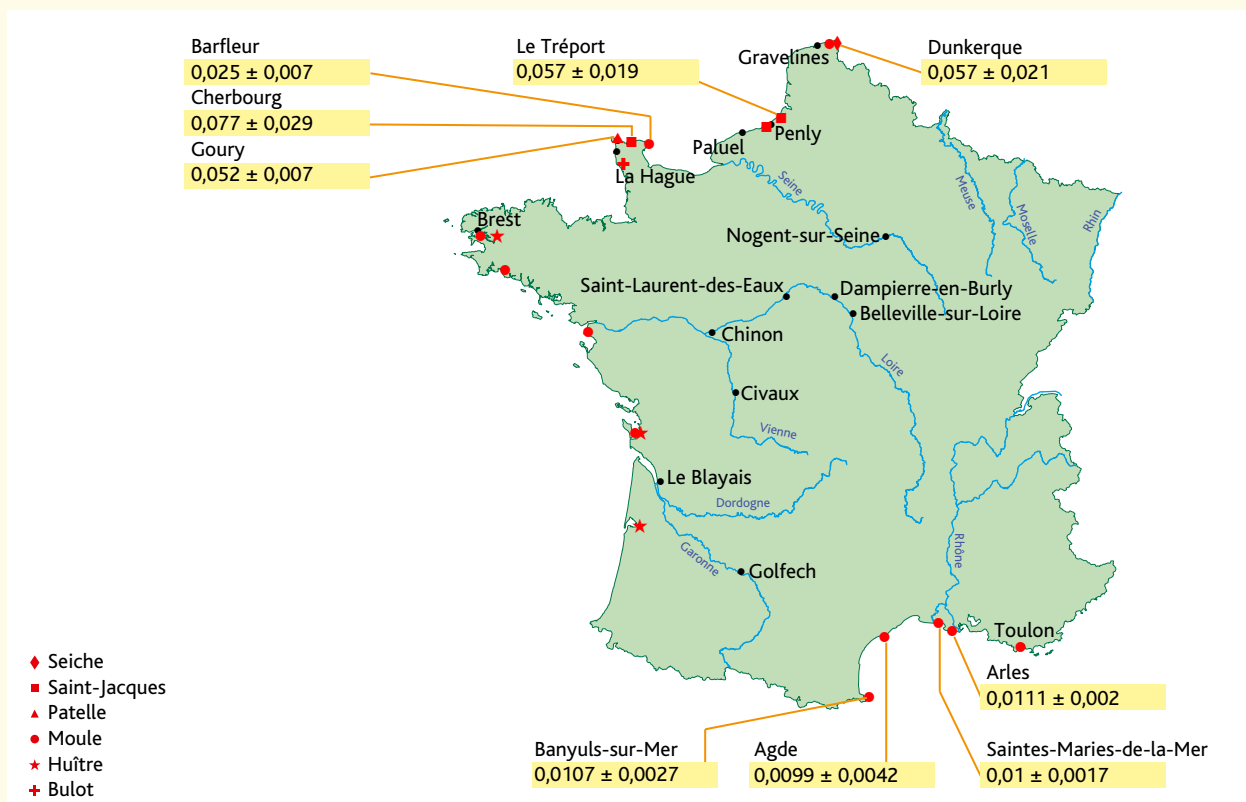 Barfleur
0,025 ± 0,007
Cherbourg
0,077 ± 0,029
Goury
0,052 ± 0,007
Le Tréport
0,057 ± 0,019
Dunkerque
0,057 ± 0,021
Gravelines
Penly
Paluel
La Hague
Seine
Meuse
Moselle
Rhin
Brest
Nogent-sur-Seine
Saint-Laurent-des-Eaux
Dampierre-en-Burly
Belleville-sur-Loire
Chinon
Loire
Civaux
Vienne
Le Blayais
Dordogne
Garonne
Golfech
Rhône
Toulon
Arles
0,0111 ± 0,002
Banyuls-sur-Mer
0,0107 ± 0,0027
Agde
0,0099 ± 0,0042
Saintes-Maries-de-la-Mer
0,01 ± 0,0017
Seiche
Saint-Jacques
Patelle
Moule
Huître
Bulot